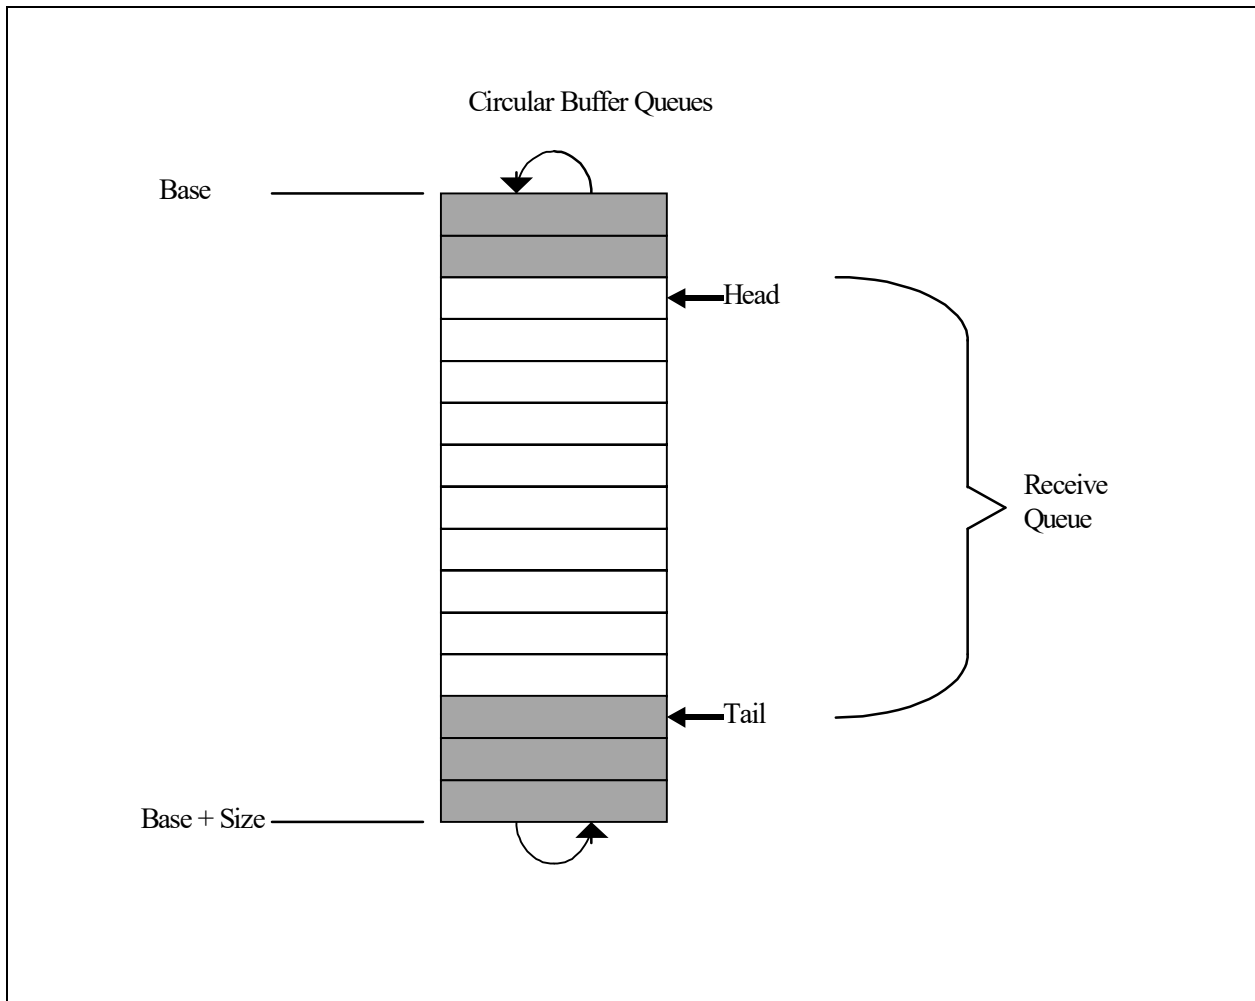 Circular Buffer Queues
Base
Head
Receive
Queue
Tail
Base + Size